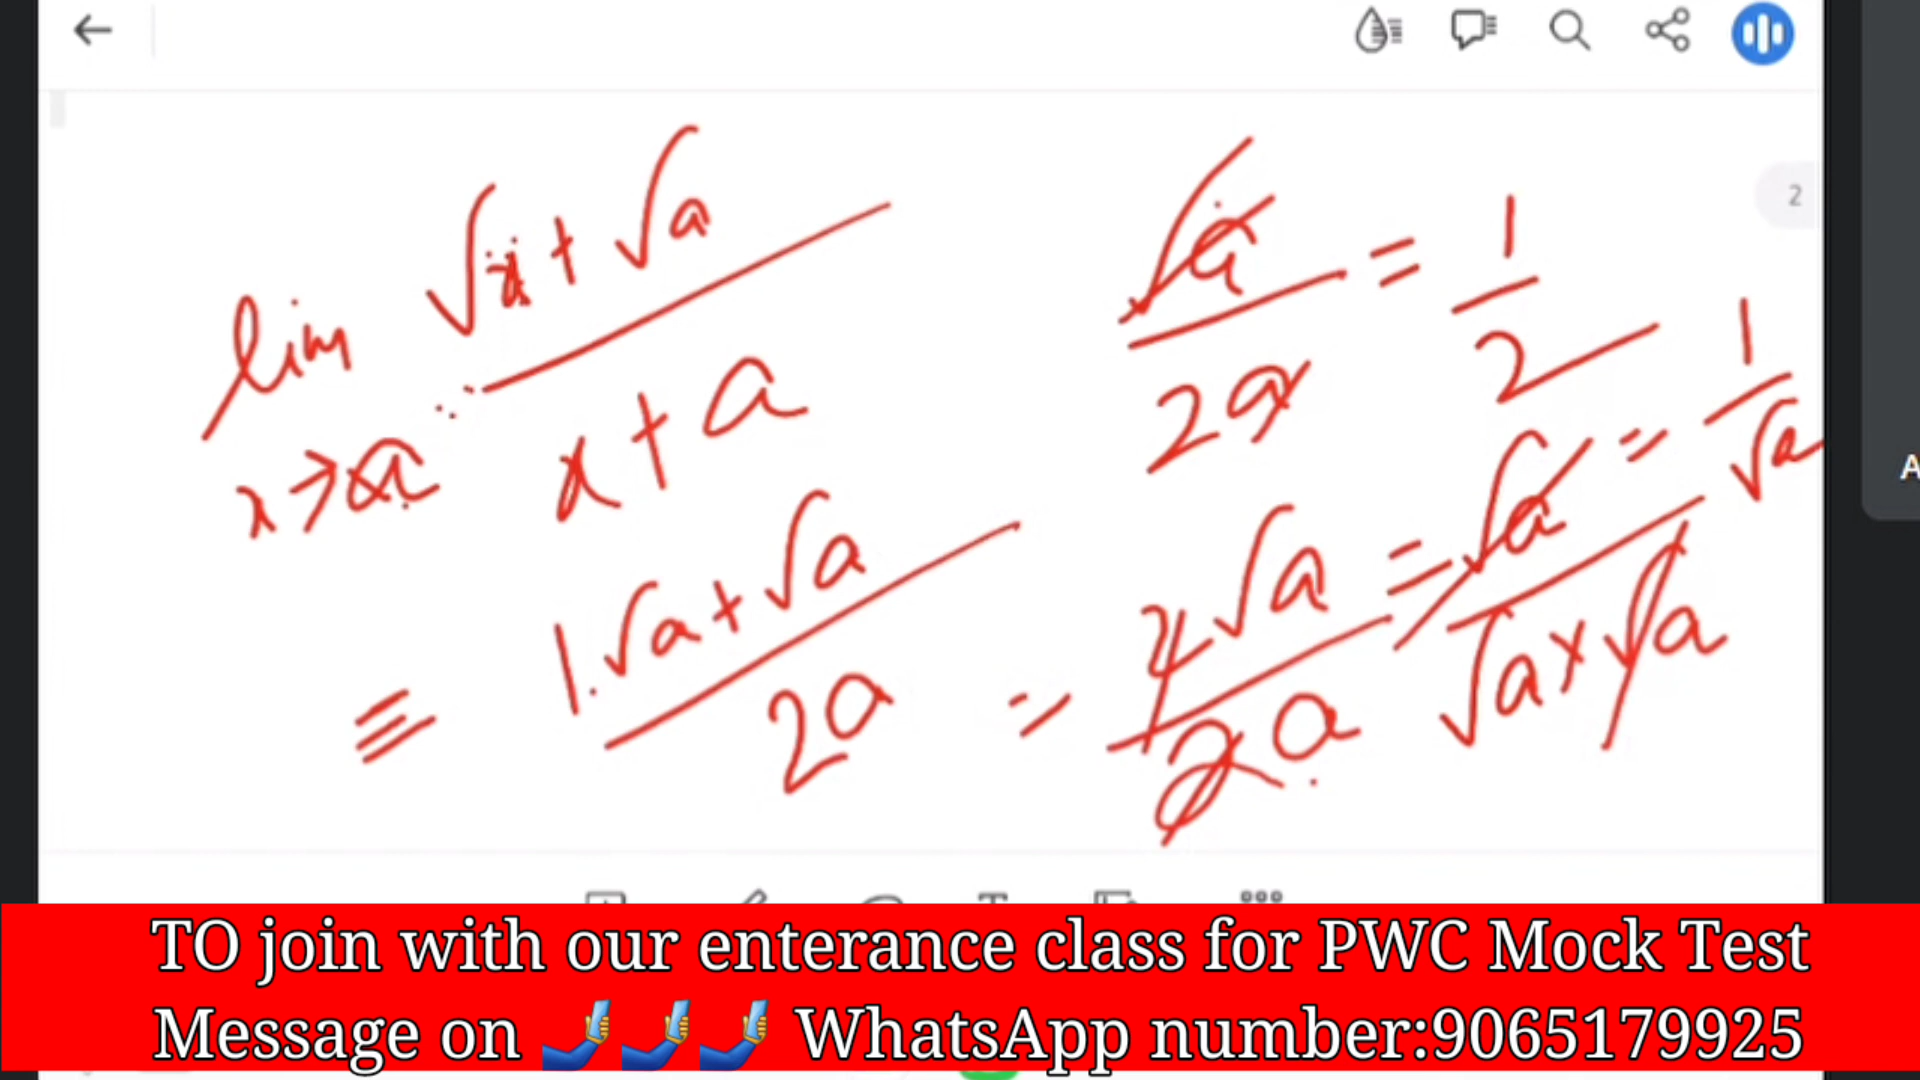 2
lim x→a (√x + √a)/(x + a)
√a/2a = 1/2
= (1.√a + √a)/2a = 2√a/2a = √a/(√a × √a) = 1/√a
A
TO join with our enterance class for PWC Mock Test
Message on WhatsApp number:9065179925